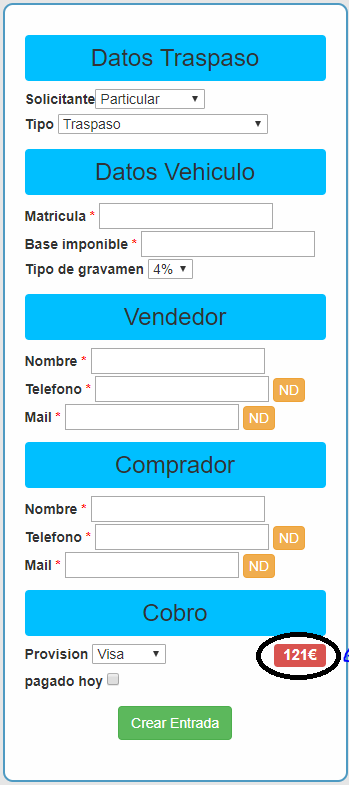 Datos Traspaso
Solicitante Particular
Tipo Traspaso
Datos Vehiculo
Matricula *
Base imponible *
Tipo de gravamen 4%
Vendedor
Nombre *
Telefono * ND
Mail * ND
Comprador
Nombre *
Telefono * ND
Mail * ND
Cobro
Provision Visa 121€
pagado hoy
Crear Entrada